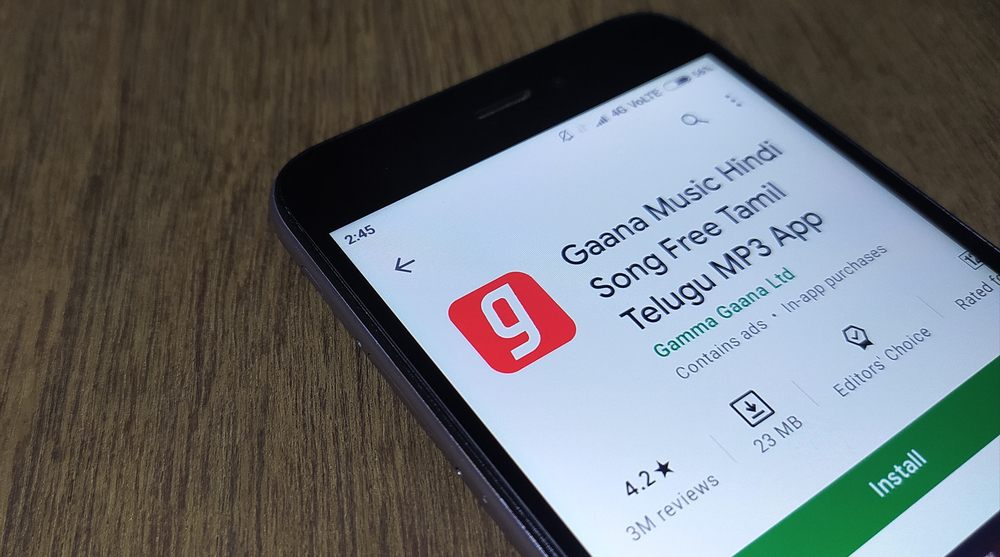 2:45
4G VoLTE 56%
Gaana Music Hindi
Song Free Tamil
Telugu MP3 App
Gamma Gaana Ltd
Contains ads • In-app purchases
g
4.2★
3M reviews
23 MB
Editors' Choice
12
Rated f
Install